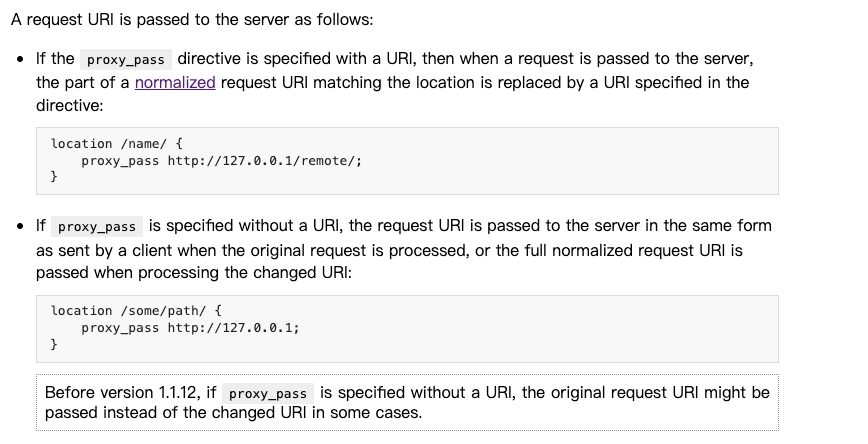 A request URI is passed to the server as follows:
• If the proxy_pass directive is specified with a URI, then when a request is passed to the server,
the part of a normalized request URI matching the location is replaced by a URI specified in the
directive:
location /name/ {
    proxy_pass http://127.0.0.1/remote/;
}
• If proxy_pass is specified without a URI, the request URI is passed to the server in the same form
as sent by a client when the original request is processed, or the full normalized request URI is
passed when processing the changed URI:
location /some/path/ {
    proxy_pass http://127.0.0.1;
}
Before version 1.1.12, if proxy_pass is specified without a URI, the original request URI might be
passed instead of the changed URI in some cases.